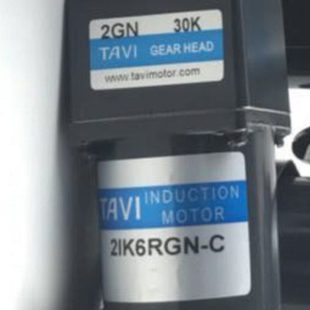 2GN 30K
TAVI GEAR HEAD
www.tavimotor.com
TAVI INDUCTION
MOTOR
2IK6RGN-C